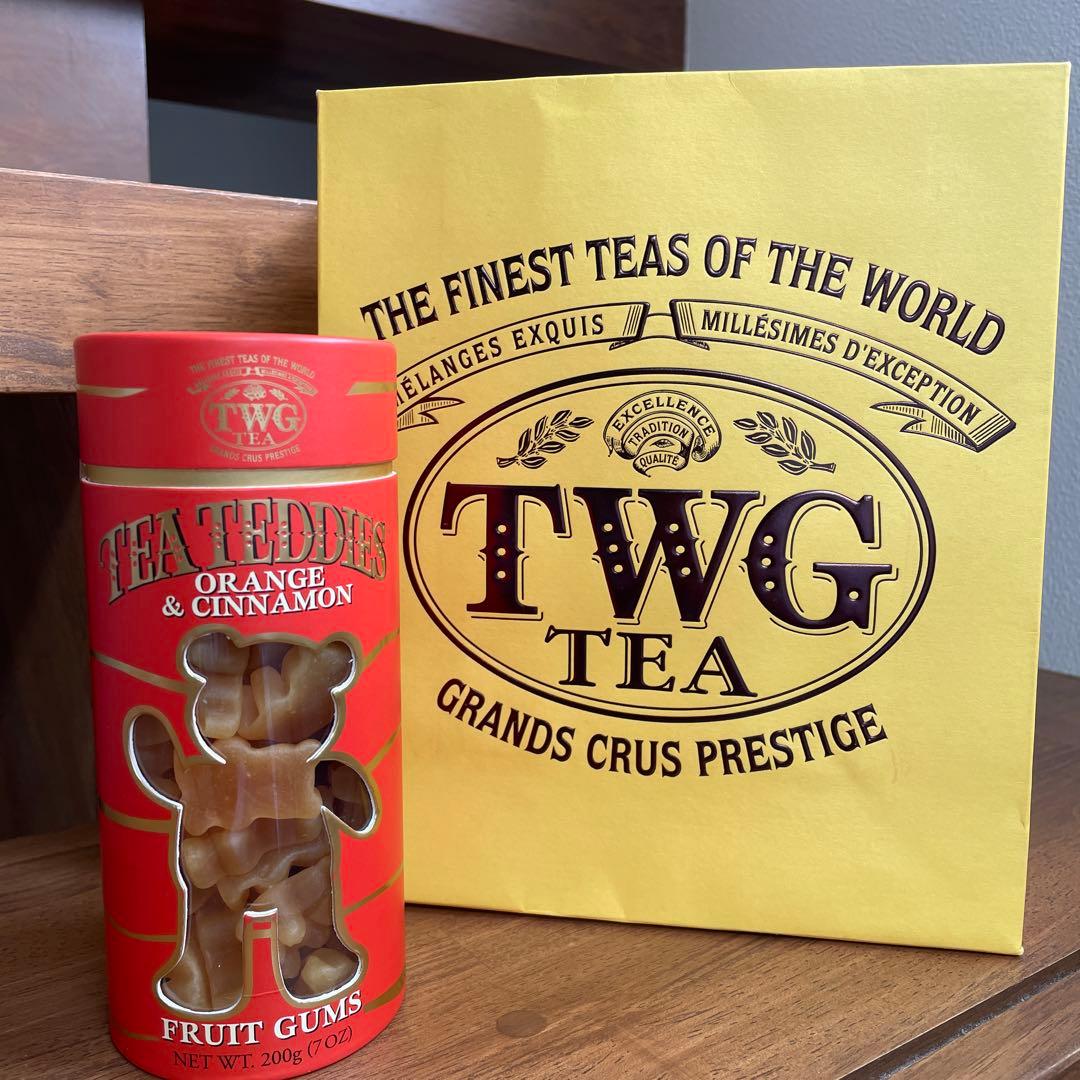 THE FINEST TEAS OF THE WORLD
MÉLANGES EXQUIS
MILLÉSIMES D'EXCEPTION
EXCELLENCE
TRADITION
QUALITÉ
TWG
TEA
GRANDS CRUS PRESTIGE
THE FINEST TEAS OF THE WORLD
MILLÉSIMES D'EXCEPTION
TWG
TEA
GRANDS CRUS PRESTIGE
TEA TEDDIES
ORANGE
& CINNAMON
FRUIT GUMS
NET WT. 200g (7 OZ)